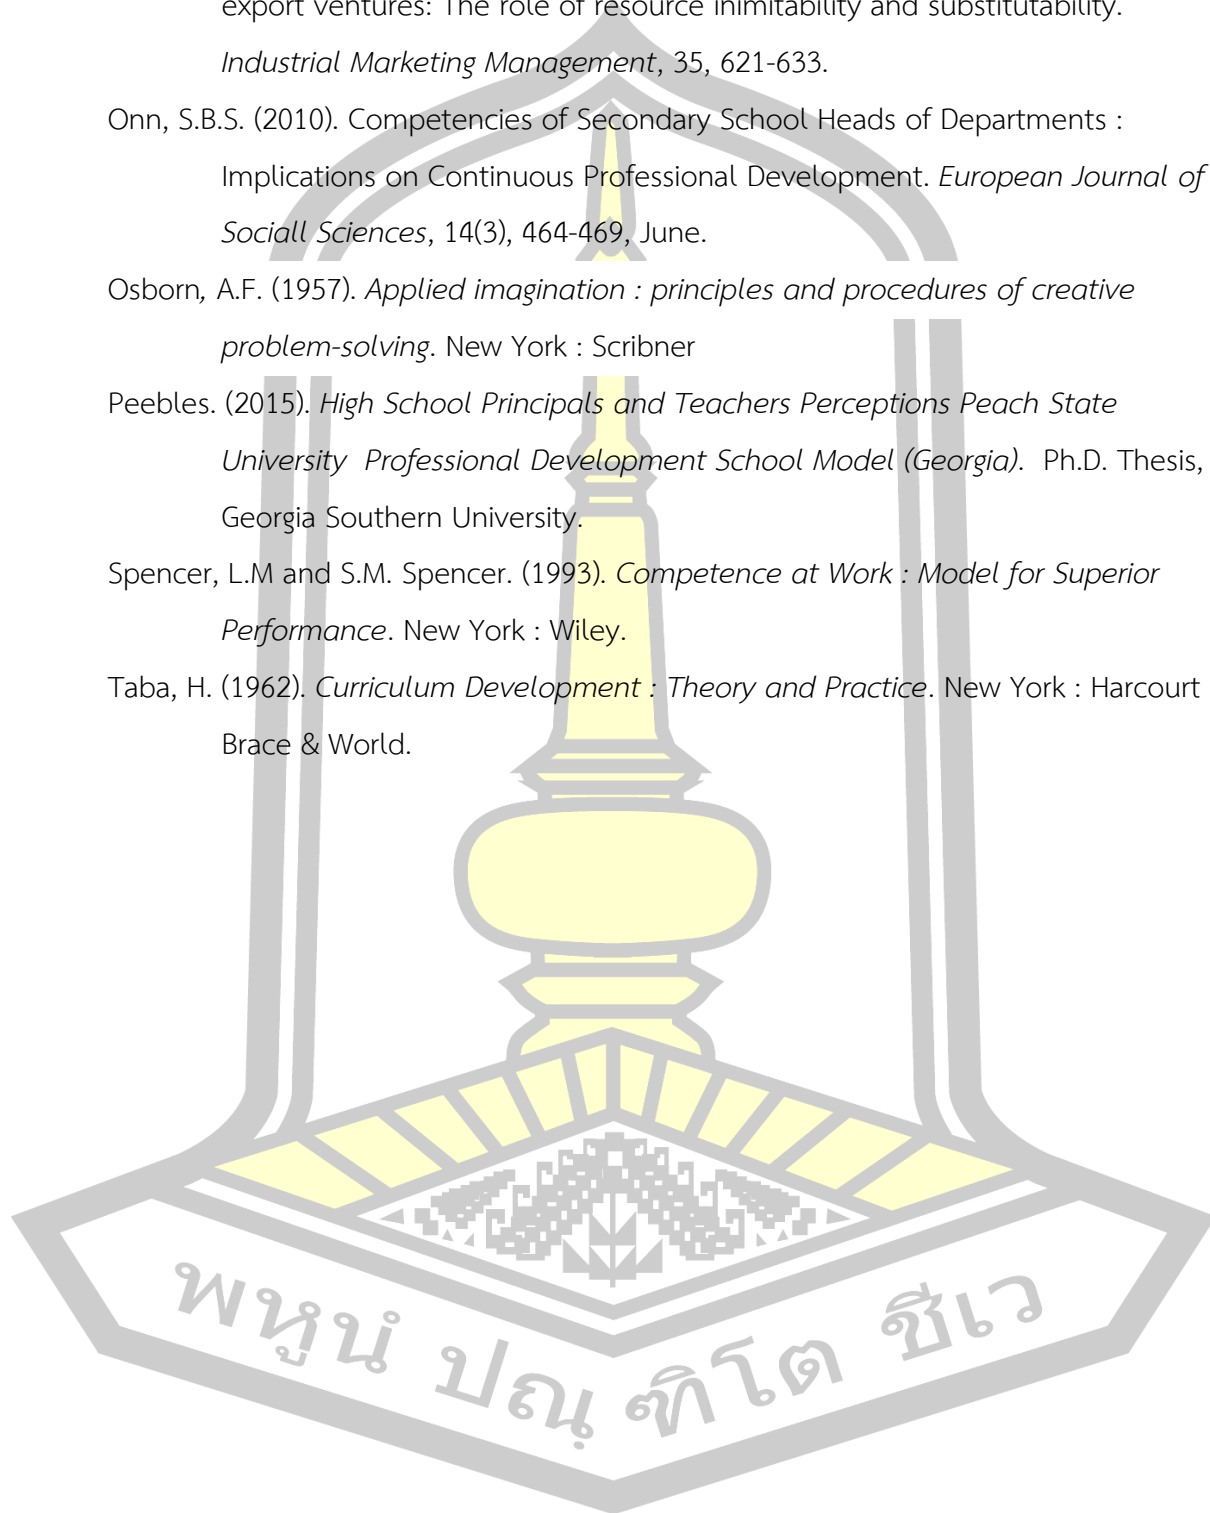 export ventures: The role of resource inimitability and substitutability.
Industrial Marketing Management, 35, 621-633.
Onn, S.B.S. (2010). Competencies of Secondary School Heads of Departments :
Implications on Continuous Professional Development. European Journal of
Sociall Sciences, 14(3), 464-469, June.
Osborn, A.F. (1957). Applied imagination : principles and procedures of creative
problem-solving. New York : Scribner
Peebles. (2015). High School Principals and Teachers Perceptions Peach State
University Professional Development School Model (Georgia). Ph.D. Thesis,
Georgia Southern University.
Spencer, L.M and S.M. Spencer. (1993). Competence at Work : Model for Superior
Performance. New York : Wiley.
Taba, H. (1962). Curriculum Development : Theory and Practice. New York : Harcourt
Brace & World.
พหูนํ ปณฺ ฑิโต ชีเว